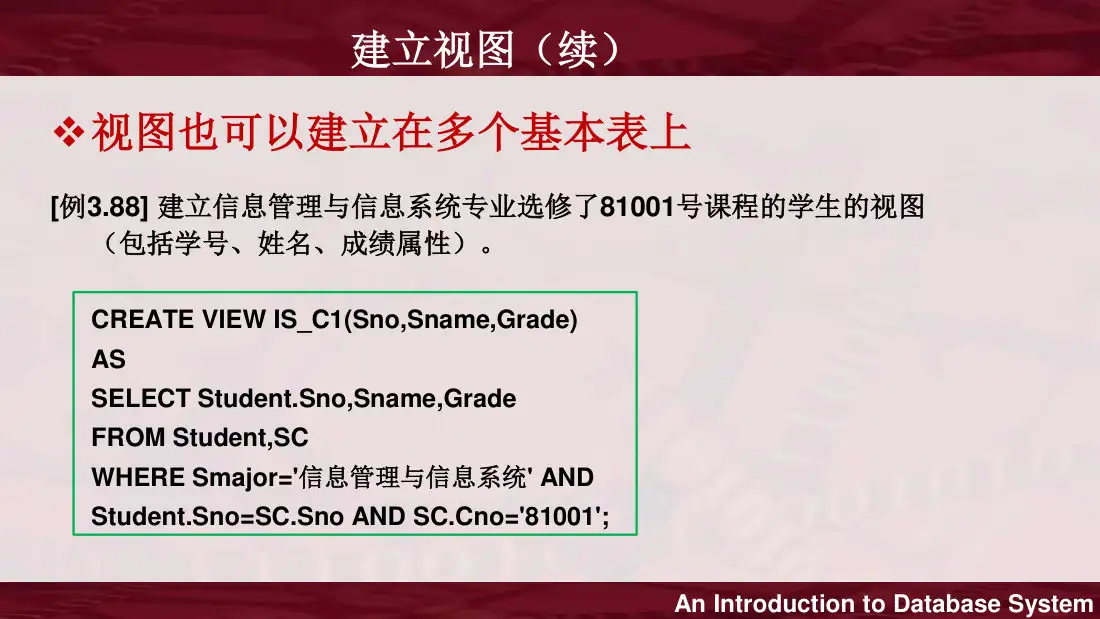 建立视图（续）
❖视图也可以建立在多个基本表上
[例3.88] 建立信息管理与信息系统专业选修了81001号课程的学生的视图
（包括学号、姓名、成绩属性）。
CREATE VIEW IS_C1(Sno,Sname,Grade)
AS
SELECT Student.Sno,Sname,Grade
FROM Student,SC
WHERE Smajor='信息管理与信息系统' AND
Student.Sno=SC.Sno AND SC.Cno='81001';
An Introduction to Database System